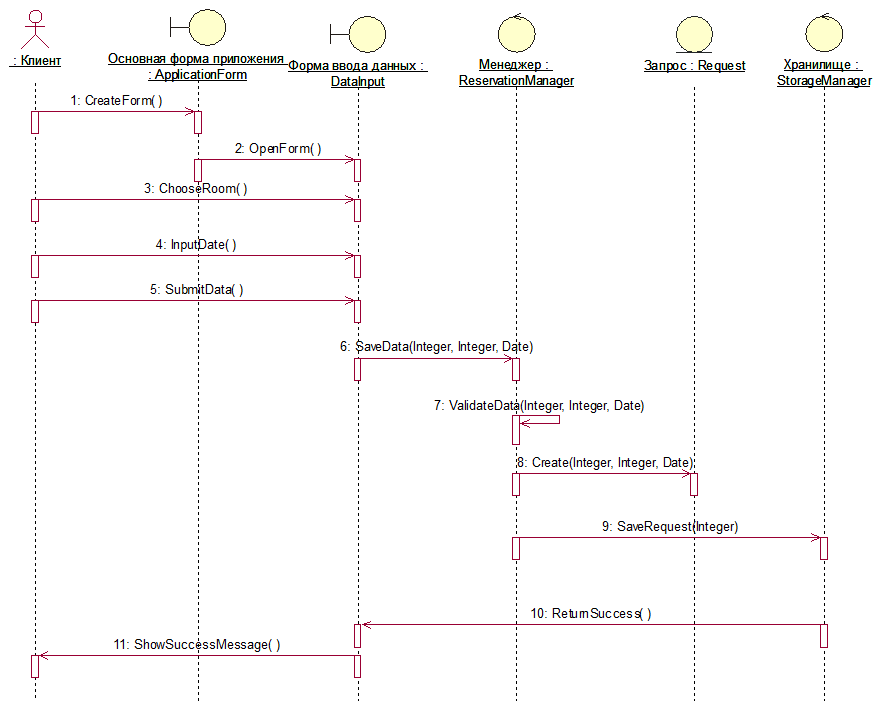 : Клиент
Основная форма приложения
: ApplicationForm
Форма ввода данных :
DataInput
Менеджер :
ReservationManager
Запрос : Request
Хранилище :
StorageManager
1: CreateForm( )
2: OpenForm( )
3: ChooseRoom( )
4: InputDate( )
5: SubmitData( )
6: SaveData(Integer, Integer, Date)
7: ValidateData(Integer, Integer, Date)
8: Create(Integer, Integer, Date)
9: SaveRequest(Integer)
10: ReturnSuccess( )
11: ShowSuccessMessage( )